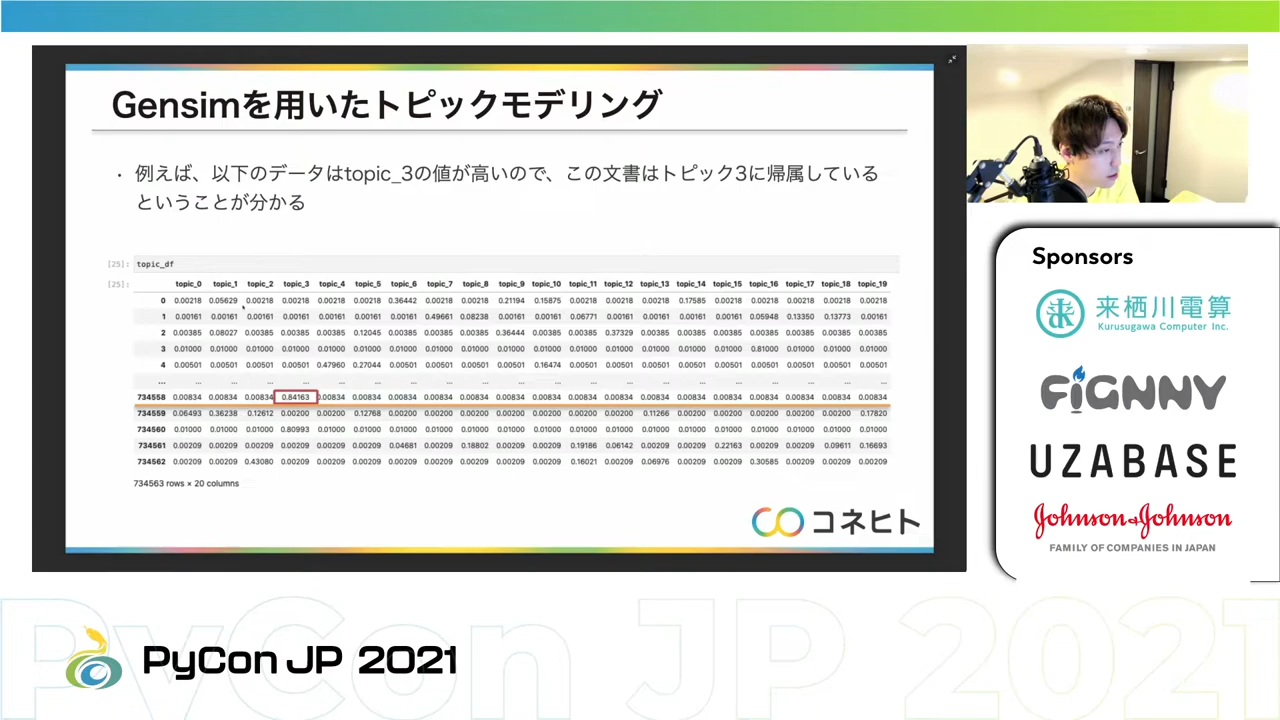 Gensimを用いたトピックモデリング
・ 例えば、以下のデータはtopic_3の値が高いので、この文書はトピック3に帰属している
ということが分かる
[25]: topic_df
[25]: topic_0 topic_1 topic_2 topic_3 topic_4 topic_5 topic_6 topic_7 topic_8 topic_9 topic_10 topic_11 topic_12 topic_13 topic_14 topic_15 topic_16 topic_17 topic_18 topic_19
0 0.00218 0.05629 0.00218 0.00218 0.00218 0.00218 0.36442 0.00218 0.00218 0.21194 0.15875 0.00218 0.00218 0.00218 0.17585 0.00218 0.00218 0.00218 0.00218 0.00218
1 0.00161 0.00161 0.00161 0.00161 0.00161 0.00161 0.00161 0.49661 0.08238 0.00161 0.00161 0.06771 0.00161 0.00161 0.00161 0.00161 0.05948 0.13350 0.13773 0.00161
2 0.00385 0.08027 0.00385 0.00385 0.00385 0.12045 0.00385 0.00385 0.00385 0.36444 0.00385 0.00385 0.37329 0.00385 0.00385 0.00385 0.00385 0.00385 0.00385 0.00385
3 0.01000 0.01000 0.01000 0.01000 0.01000 0.01000 0.01000 0.01000 0.01000 0.01000 0.01000 0.01000 0.01000 0.01000 0.01000 0.01000 0.81000 0.01000 0.01000 0.01000
4 0.00501 0.00501 0.00501 0.00501 0.47960 0.27044 0.00501 0.00501 0.00501 0.00501 0.16474 0.00501 0.00501 0.00501 0.00501 0.00501 0.00501 0.00501 0.00501 0.00501
... ... ... ... ... ... ... ... ... ... ... ... ... ... ... ... ... ... ... ... ...
734558 0.00834 0.00834 0.00834 0.84163 0.00834 0.00834 0.00834 0.00834 0.00834 0.00834 0.00834 0.00834 0.00834 0.00834 0.00834 0.00834 0.00834 0.00834 0.00834 0.00834
734559 0.06493 0.36238 0.12612 0.00200 0.00200 0.12768 0.00200 0.00200 0.00200 0.00200 0.00200 0.00200 0.00200 0.11266 0.00200 0.00200 0.00200 0.00200 0.00200 0.17820
734560 0.01000 0.01000 0.01000 0.80993 0.01000 0.01000 0.01000 0.01000 0.01000 0.01000 0.01000 0.01000 0.01000 0.01000 0.01000 0.01000 0.01000 0.01000 0.01000 0.01000
734561 0.00209 0.00209 0.00209 0.00209 0.00209 0.00209 0.04681 0.00209 0.18802 0.00209 0.00209 0.19186 0.06142 0.00209 0.00209 0.22163 0.00209 0.00209 0.09611 0.16693
734562 0.00209 0.00209 0.43080 0.00209 0.00209 0.00209 0.00209 0.00209 0.00209 0.00209 0.00209 0.16021 0.00209 0.06976 0.00209 0.00209 0.30585 0.00209 0.00209 0.00209
734563 rows × 20 columns
コネヒト
Sponsors
来栖川電算
Kurusugawa Computer Inc.
FiGNNY
UZABASE
Johnson & Johnson
FAMILY OF COMPANIES IN JAPAN
PyCon JP 2021
PyCon JP 2021